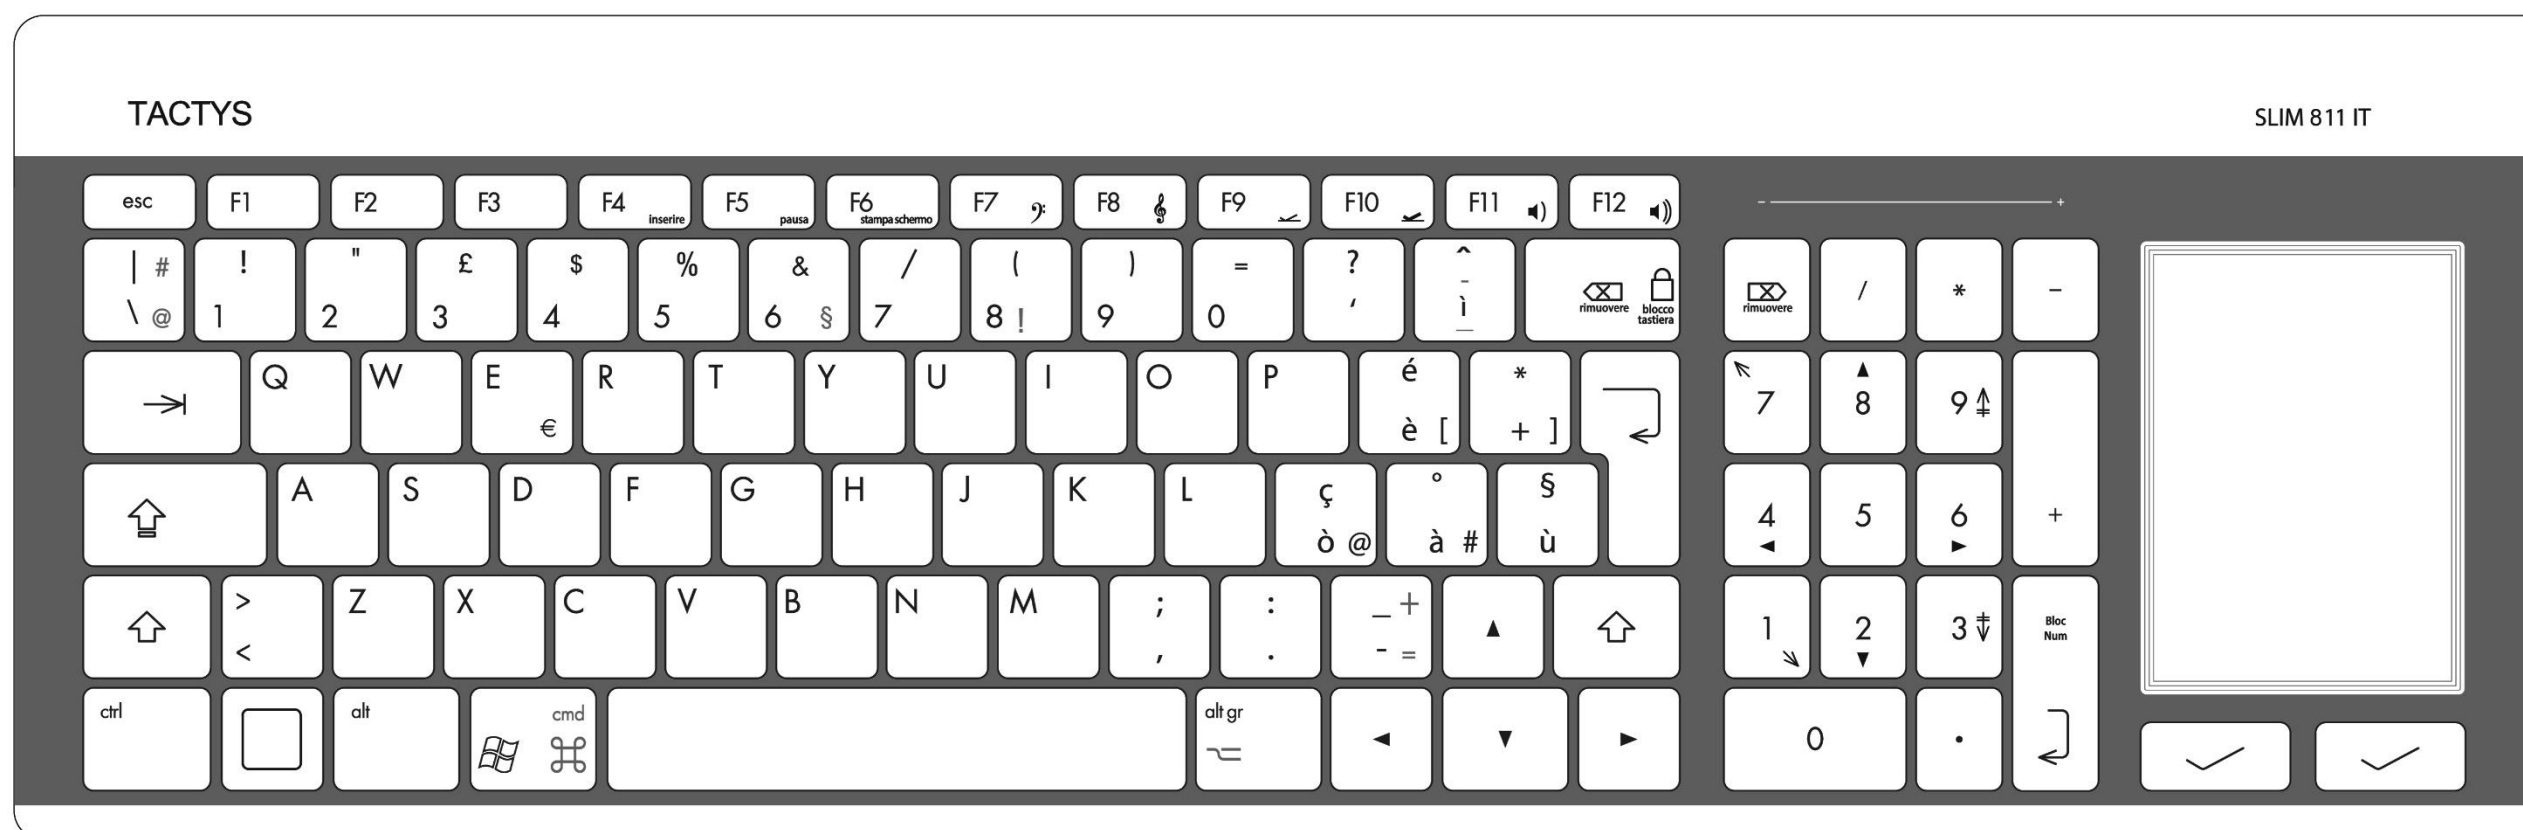 TACTYS
SLIM 811 IT
esc F1 F2 F3 F4 inserire F5 pausa F6 stampa schermo F7 F8 F9 F10 F11 F12
- +
| # \ @ ! 1 " 2 £ 3 $ 4 % 5 & 6 § / 7 ( 8 ! ) 9 = 0 ? ‘ ^ - ì _ rimuovere blocco tastiera rimuovere / * -
Q W E € R T Y U I O P é è [ * + ] 7 8 9
A S D F G H J K L ç ò @ ° à # § ù 4 5 6 +
> < Z X C V B N M ; , : . _ + - = 1 2 3 Bloc Num
ctrl alt cmd alt gr 0 .